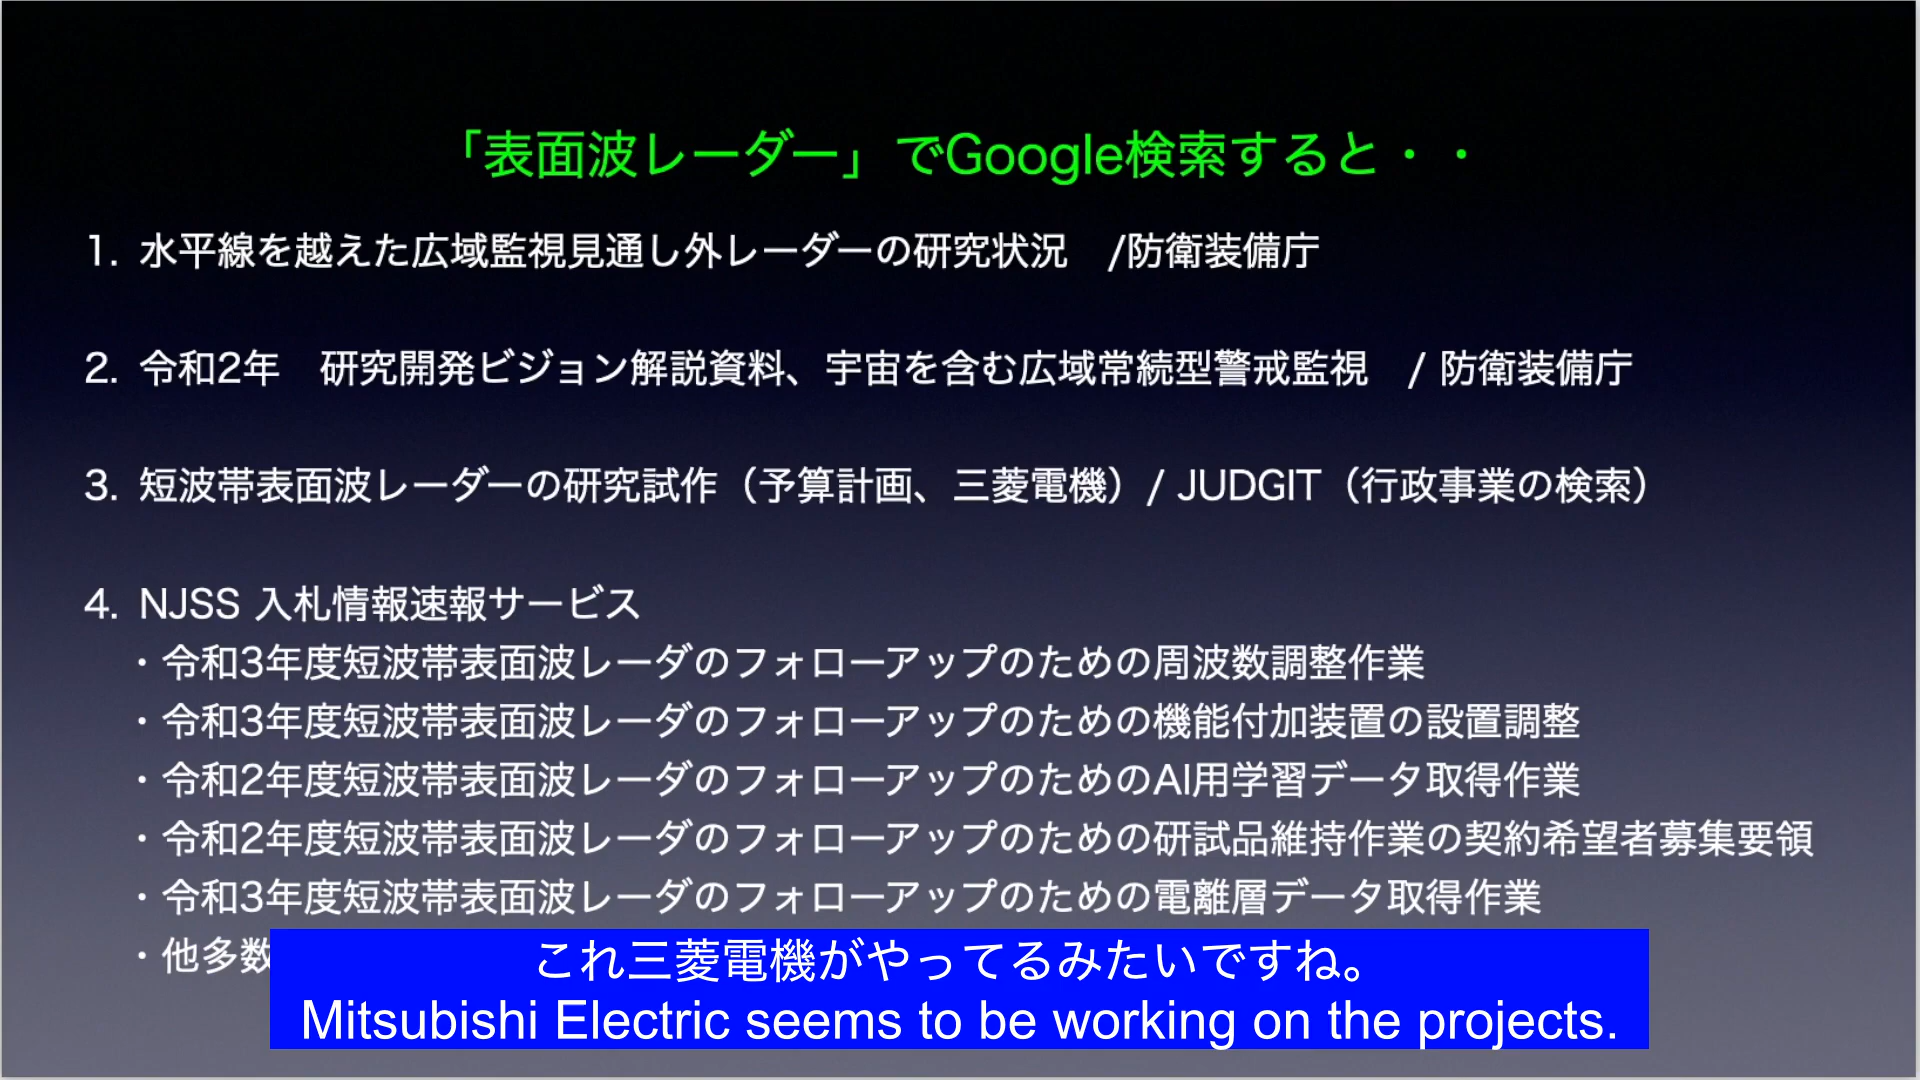 「表面波レーダー」でGoogle検索すると・・
1. 水平線を越えた広域監視見通し外レーダーの研究状況　/防衛装備庁
2. 令和2年　研究開発ビジョン解説資料、宇宙を含む広域常続型警戒監視　/ 防衛装備庁
3. 短波帯表面波レーダーの研究試作（予算計画、三菱電機）/ JUDGIT（行政事業の検索）
4. NJSS 入札情報速報サービス
・令和3年度短波帯表面波レーダのフォローアップのための周波数調整作業
・令和3年度短波帯表面波レーダのフォローアップのための機能付加装置の設置調整
・令和2年度短波帯表面波レーダのフォローアップのためのAI用学習データ取得作業
・令和2年度短波帯表面波レーダのフォローアップのための研試品維持作業の契約希望者募集要領
・令和3年度短波帯表面波レーダのフォローアップのための電離層データ取得作業
・他多数
これ三菱電機がやってるみたいですね。
Mitsubishi Electric seems to be working on the projects.